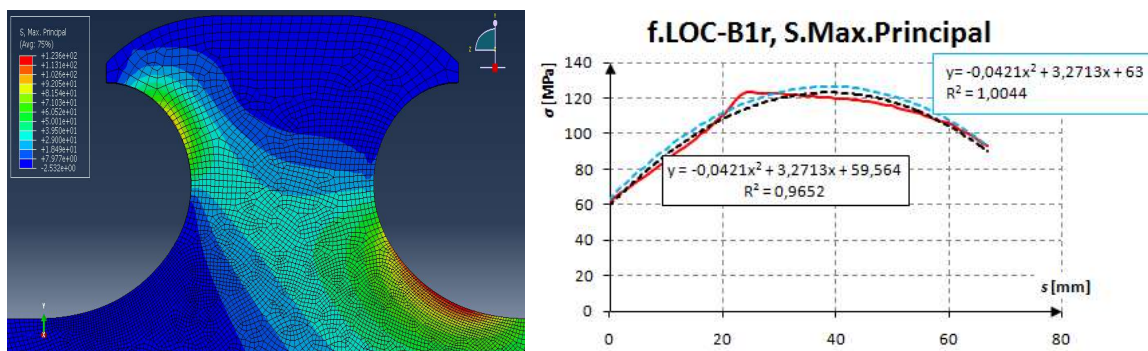 S, Max. Principal
(Avg: 75%)
+1.236e+02
+1.131e+02
+1.026e+02
+9.205e+01
+8.154e+01
+7.103e+01
+6.052e+01
+5.001e+01
+3.950e+01
+2.900e+01
+1.849e+01
+7.977e+00
-2.532e+00
Z
Y
f.LOC-B1r, S.Max.Principal
σ [MPa]
140
120
100
80
60
40
20
0
y= -0,0421x² + 3,2713x + 63
R² = 1,0044
y = -0,0421x² + 3,2713x + 59,564
R² = 0,9652
s [mm]
0
20
40
60
80